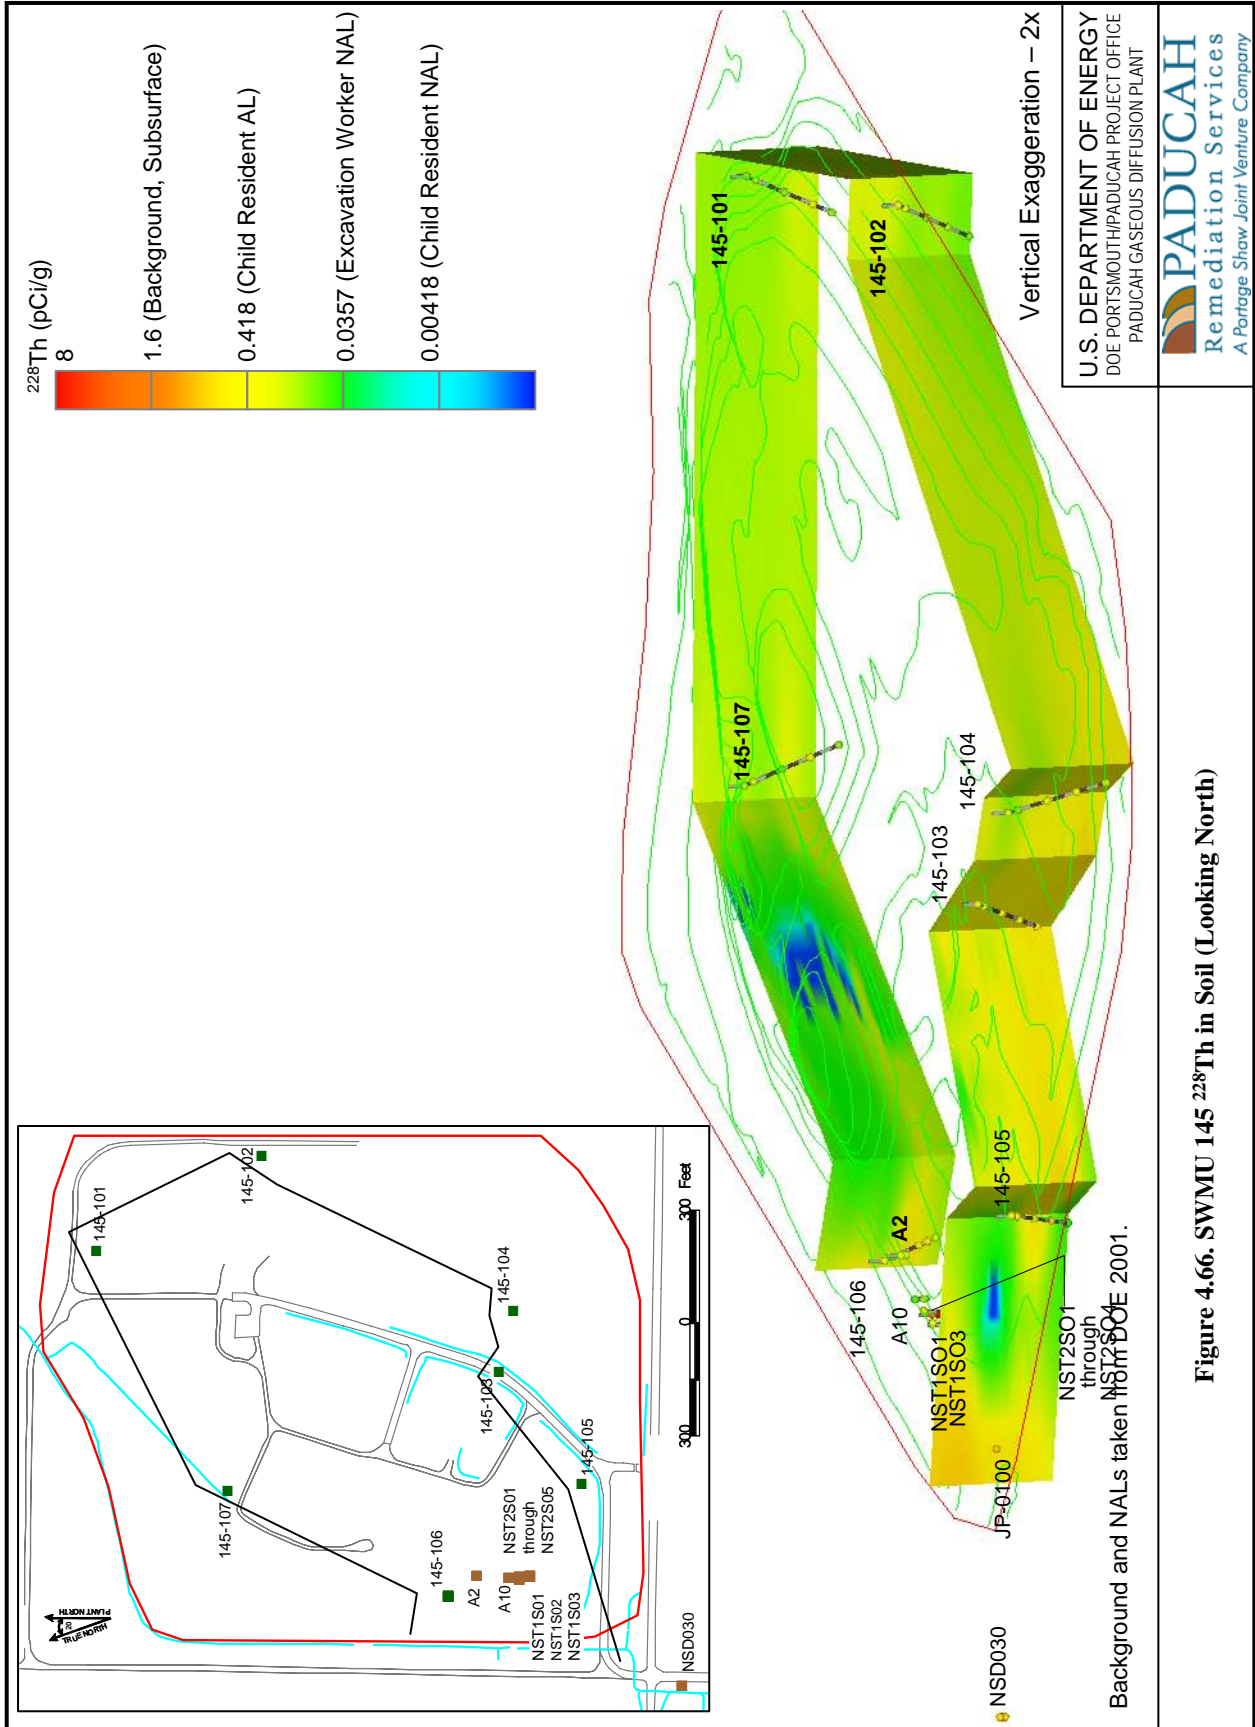 ²²⁸Th (pCi/g)
8
1.6 (Background, Subsurface)
0.418 (Child Resident AL)
0.0357 (Excavation Worker NAL)
0.00418 (Child Resident NAL)
TRUE NORTH
20
PLANT NORTH
145-101
145-102
145-107
145-104
145-103
145-105
145-106
A2
A10
NST1S01
NST1S02
NST1S03
NST2S01
through
NST2S05
NSD030
300
0
300 Feet
145-101
145-102
145-107
145-104
145-103
145-105
A2
145-106
A10
NST1SO1
NST1SO3
NST2SO1
through
NST2SO4
JP-0100
NSD030
Vertical Exaggeration – 2x
Background and NALs taken from DOE 2001.
U.S. DEPARTMENT OF ENERGY
DOE PORTSMOUTH/PADUCAH PROJECT OFFICE
PADUCAH GASEOUS DIFFUSION PLANT
PADUCAH
Remediation Services
A Portage Shaw Joint Venture Company
Figure 4.66. SWMU 145 ²²⁸Th in Soil (Looking North)